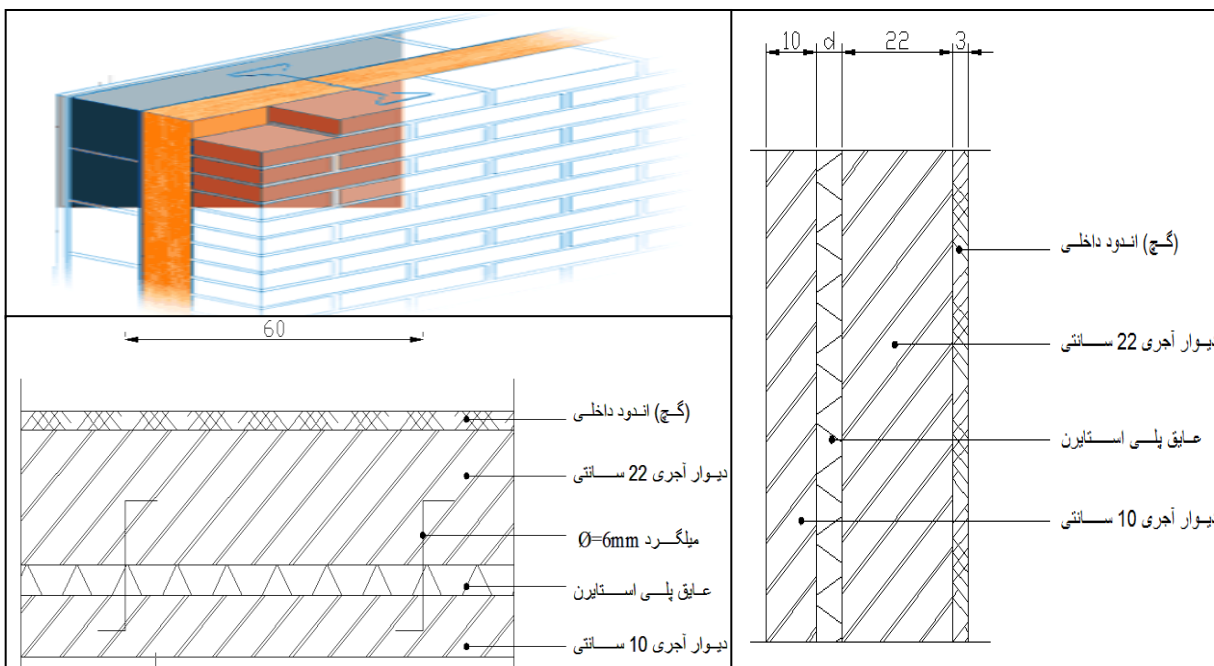 60
اندود داخلی (گچ)
دیوار آجری 22 سانتی
میلگرد Ø=6mm
عایق پلی استایرن
دیوار آجری 10 سانتی
10 d 22 3
اندود داخلی (گچ)
دیوار آجری 22 سانتی
عایق پلی استایرن
دیوار آجری 10 سانتی